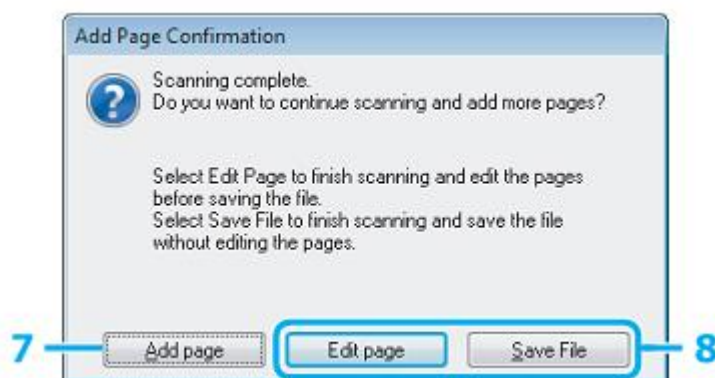 Add Page Confirmation
Scanning complete.
Do you want to continue scanning and add more pages?
Select Edit Page to finish scanning and edit the pages
before saving the file.
Select Save File to finish scanning and save the file
without editing the pages.
7 Add page Edit page Save File 8